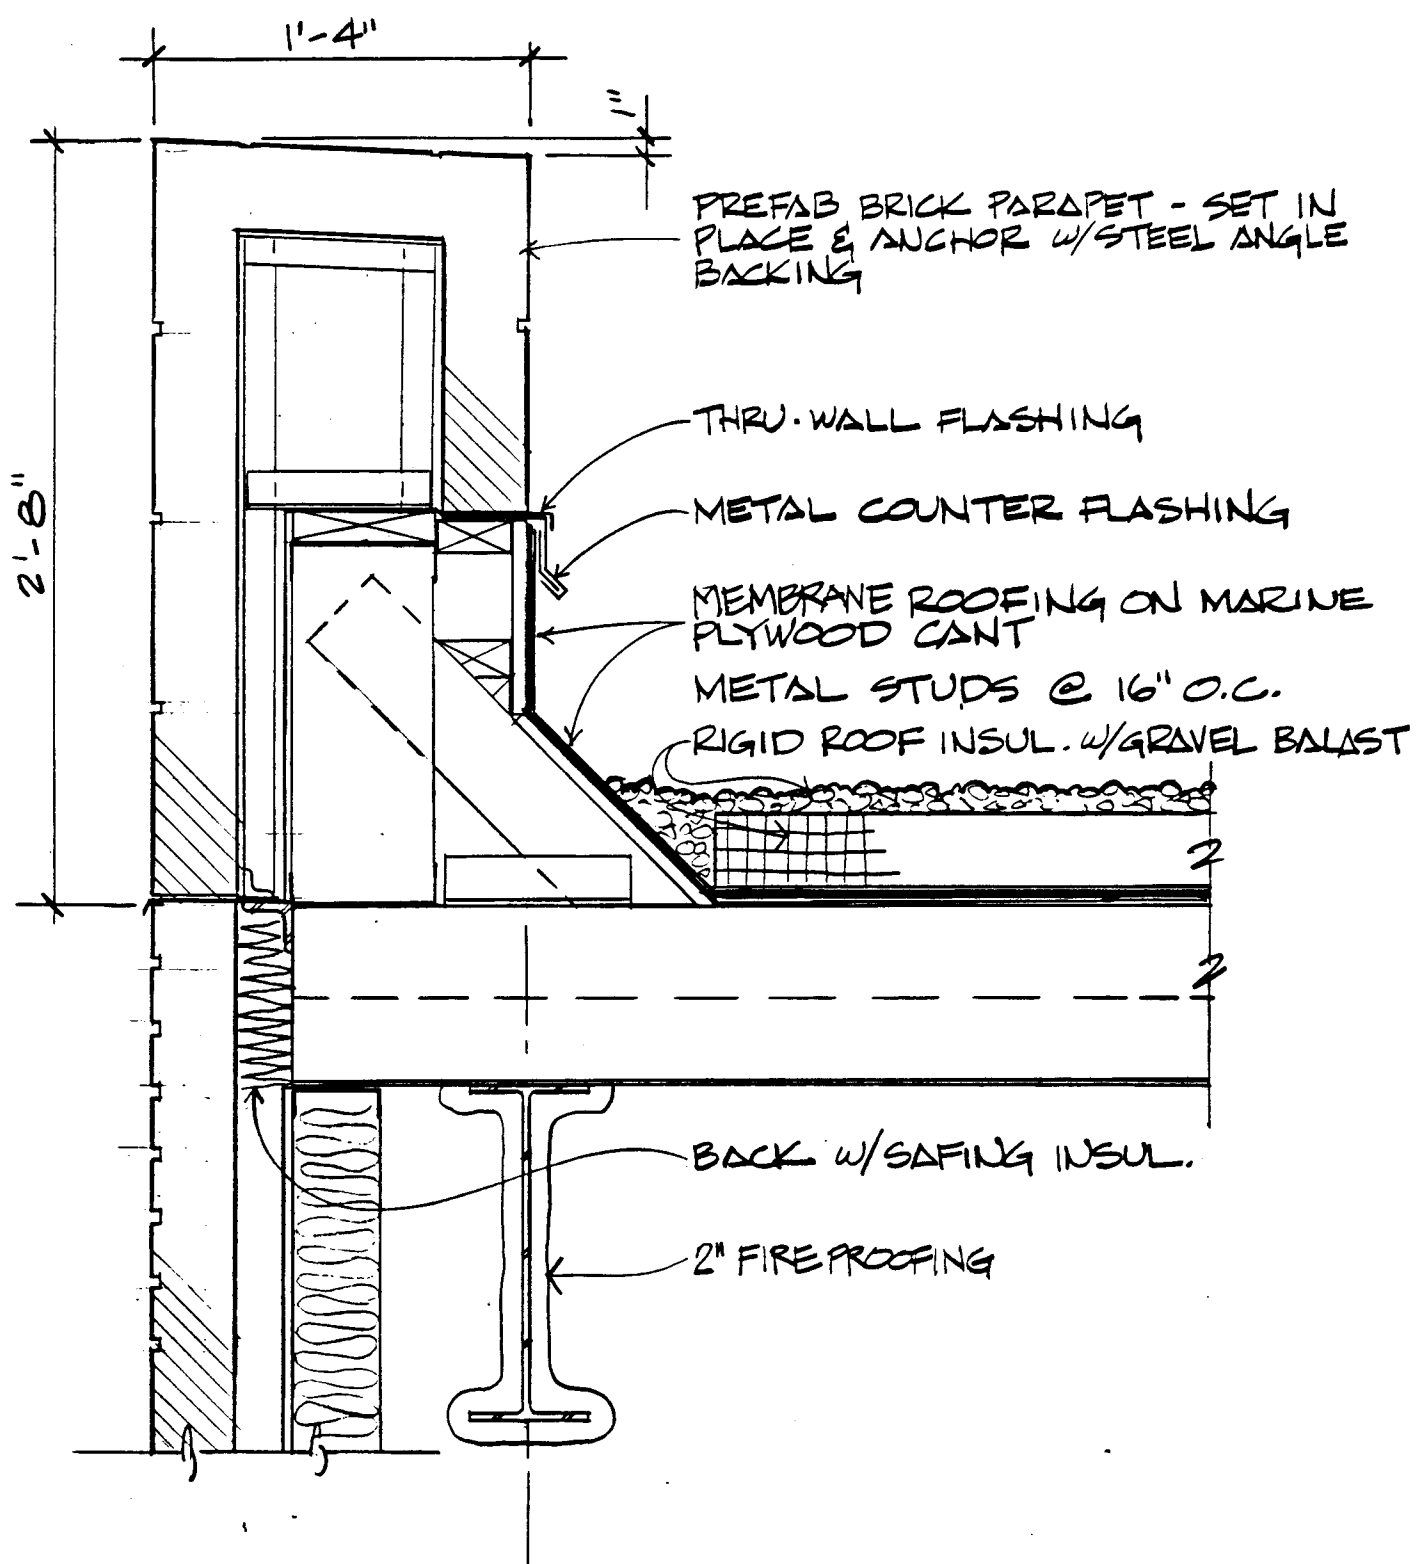 1'-4"
1"
2'-8"
PREFAB BRICK PARAPET - SET IN
PLACE & ANCHOR W/STEEL ANGLE
BACKING
THRU-WALL FLASHING
METAL COUNTER FLASHING
MEMBRANE ROOFING ON MARINE
PLYWOOD CANT
METAL STUDS @ 16" O.C.
RIGID ROOF INSUL. W/GRAVEL BALAST
BACK W/SAFING INSUL.
2" FIREPROOFING